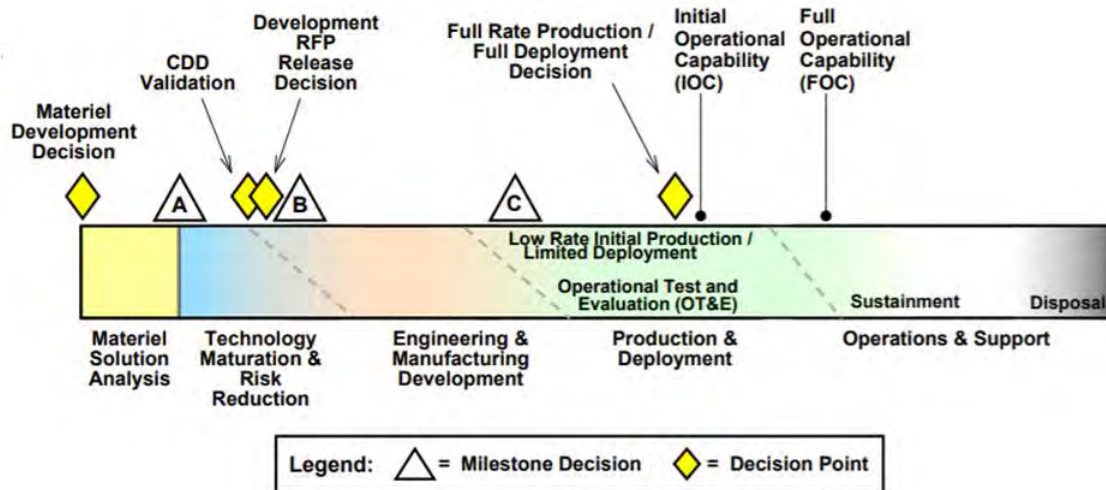 Materiel
Development
Decision
CDD
Validation
Development
RFP
Release
Decision
Full Rate Production /
Full Deployment
Decision
Initial
Operational
Capability
(IOC)
Full
Operational
Capability
(FOC)
A
B
C
Low Rate Initial Production /
Limited Deployment
Operational Test and
Evaluation (OT&E)
Sustainment
Disposal
Materiel
Solution
Analysis
Technology
Maturation &
Risk
Reduction
Engineering &
Manufacturing
Development
Production &
Deployment
Operations & Support
Legend: = Milestone Decision = Decision Point